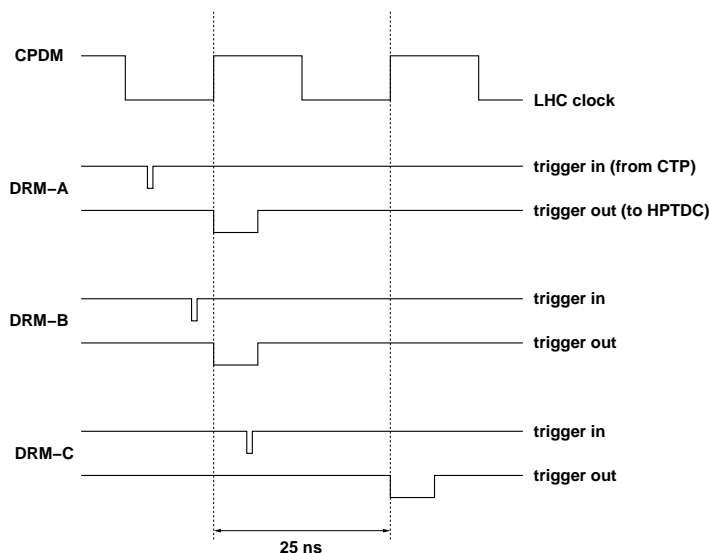 CPDM
LHC clock
trigger in (from CTP)
DRM−A
trigger out (to HPTDC)
trigger in
DRM−B
trigger out
trigger in
DRM−C
trigger out
25 ns